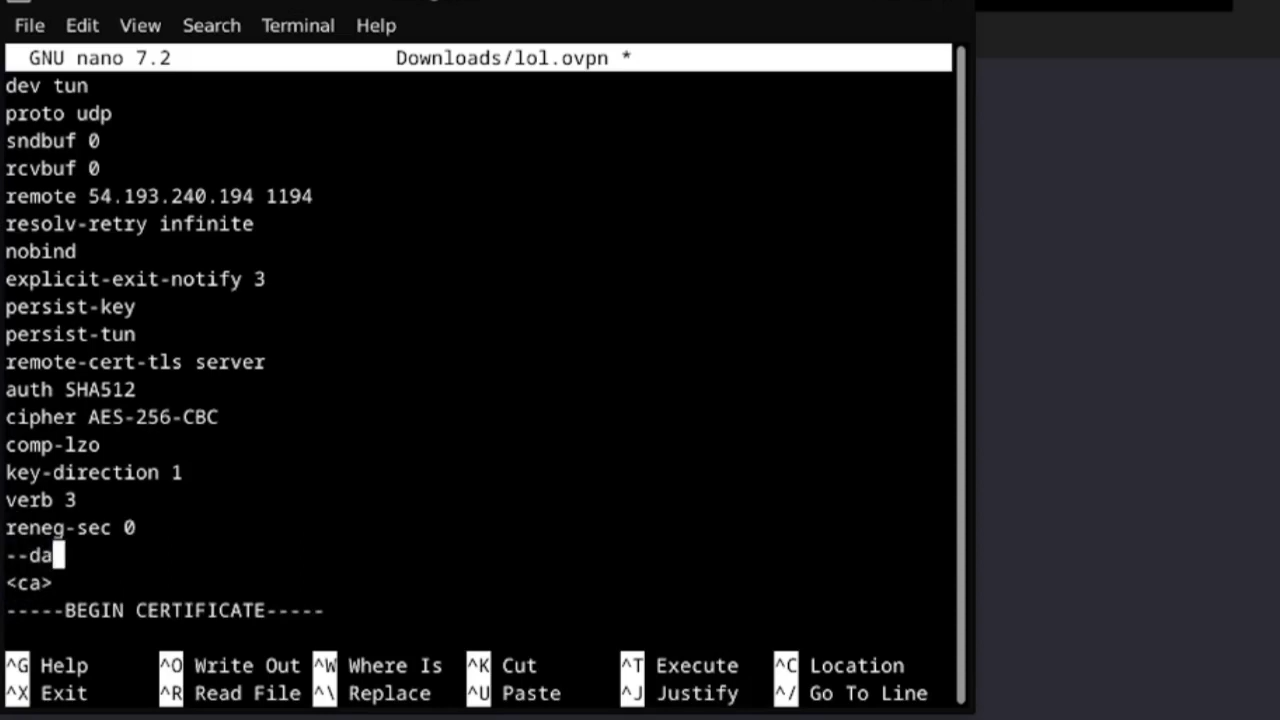 File Edit View Search Terminal Help
GNU nano 7.2 Downloads/lol.ovpn *
dev tun
proto udp
sndbuf 0
rcvbuf 0
remote 54.193.240.194 1194
resolv-retry infinite
nobind
explicit-exit-notify 3
persist-key
persist-tun
remote-cert-tls server
auth SHA512
cipher AES-256-CBC
comp-lzo
key-direction 1
verb 3
reneg-sec 0
--da
<ca>
-----BEGIN CERTIFICATE-----
^G Help ^O Write Out ^W Where Is ^K Cut ^T Execute ^C Location
^X Exit ^R Read File ^\ Replace ^U Paste ^J Justify ^/ Go To Line